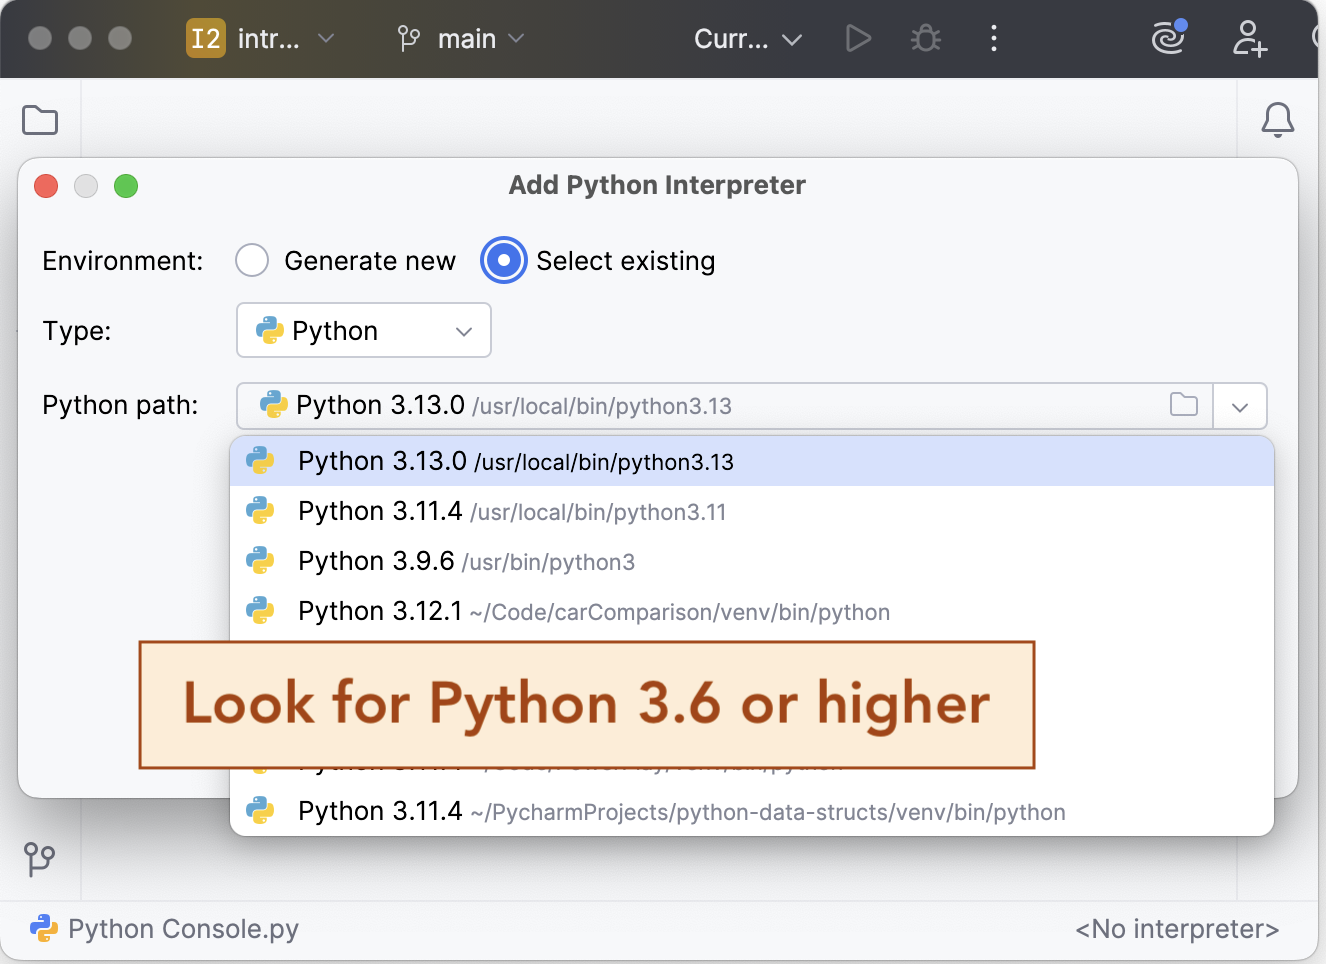 I2 intr... main Curr...
Add Python Interpreter
Environment: Generate new Select existing
Type: Python
Python path: Python 3.13.0 /usr/local/bin/python3.13
Python 3.13.0 /usr/local/bin/python3.13
Python 3.11.4 /usr/local/bin/python3.11
Python 3.9.6 /usr/bin/python3
Python 3.12.1 ~/Code/carComparison/venv/bin/python
Look for Python 3.6 or higher
Python 3.11.4 ~/PycharmProjects/python-data-structs/venv/bin/python
Python Console.py <No interpreter>